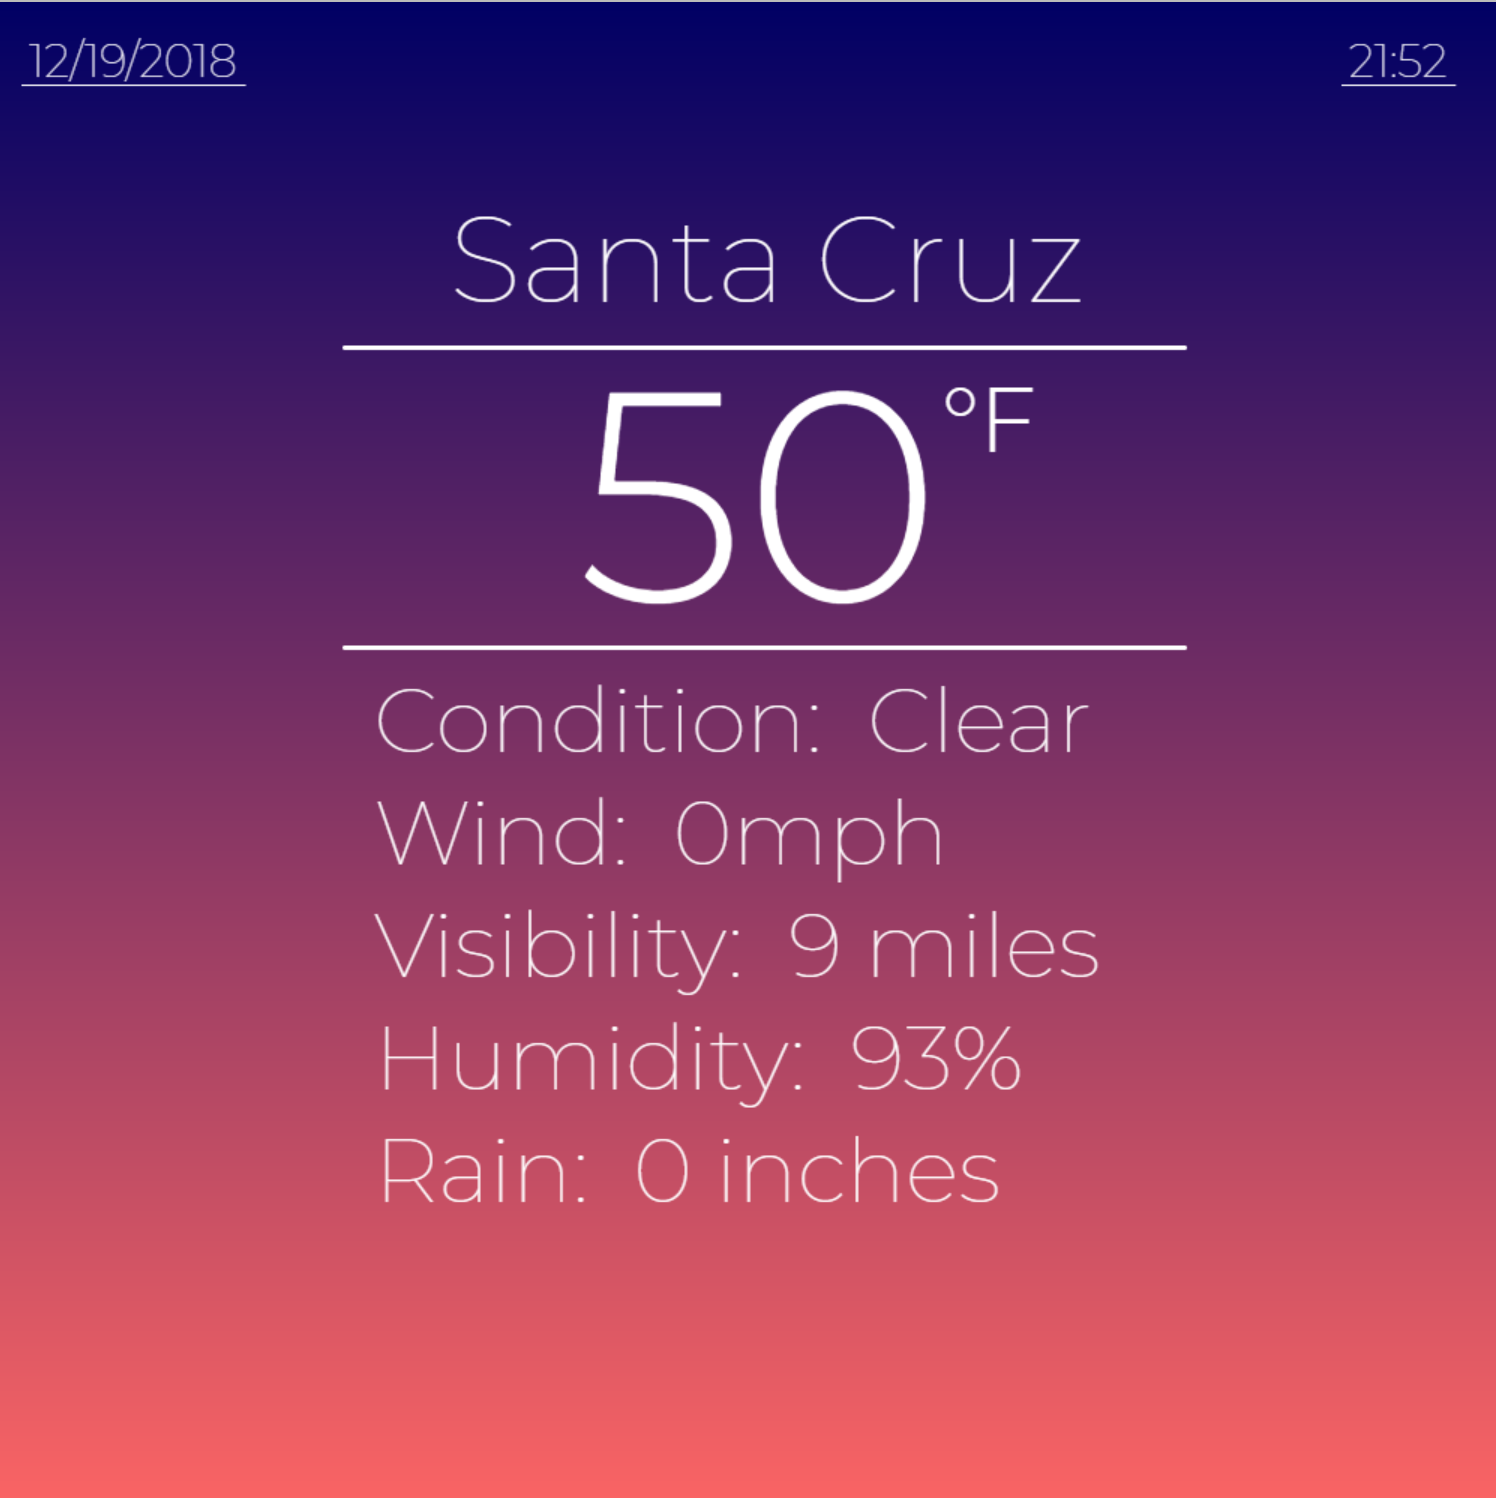 12/19/2018
21:52
Santa Cruz
50 °F
Condition: Clear
Wind: 0mph
Visibility: 9 miles
Humidity: 93%
Rain: 0 inches